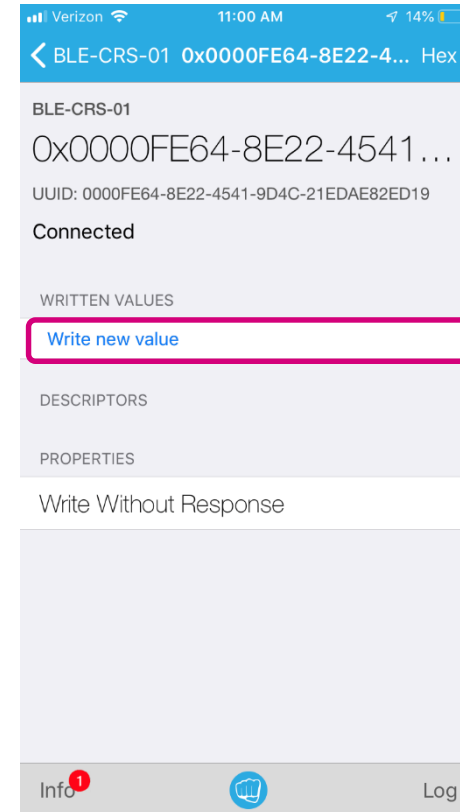 Verizon 11:00 AM 14%
BLE-CRS-01 0x0000FE64-8E22-4... Hex
BLE-CRS-01
0x0000FE64-8E22-4541...
UUID: 0000FE64-8E22-4541-9D4C-21EDAE82ED19
Connected
WRITTEN VALUES
Write new value
DESCRIPTORS
PROPERTIES
Write Without Response
Info 1 Log